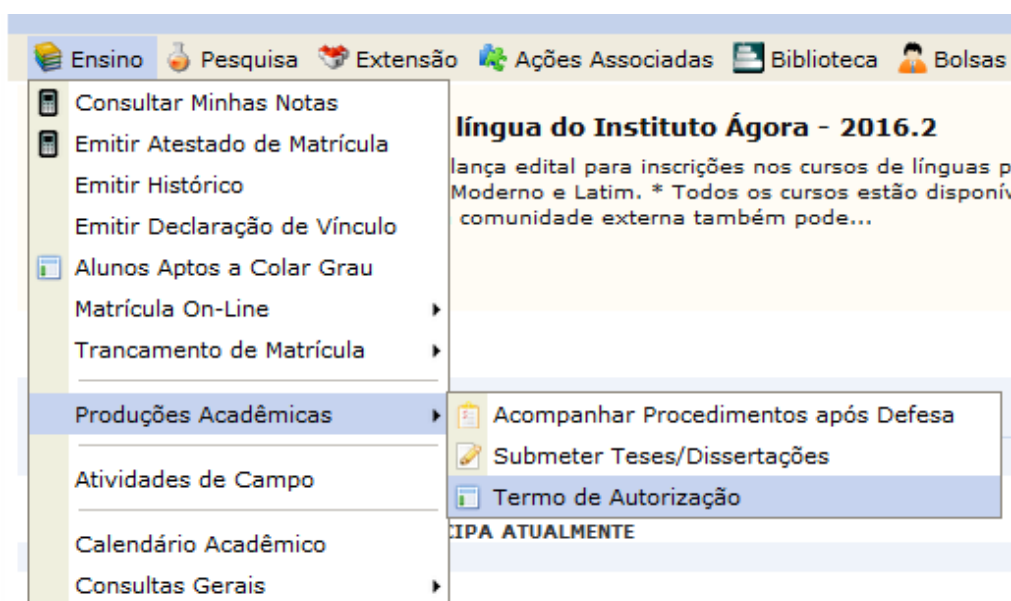 Ensino Pesquisa Extensão Ações Associadas Biblioteca Bolsas
Consultar Minhas Notas
Emitir Atestado de Matrícula
Emitir Histórico
Emitir Declaração de Vínculo
Alunos Aptos a Colar Grau
Matrícula On-Line
Trancamento de Matrícula
Produções Acadêmicas
Atividades de Campo
Calendário Acadêmico
Consultas Gerais
língua do Instituto Ágora - 2016.2
lança edital para inscrições nos cursos de línguas p
Moderno e Latim. * Todos os cursos estão disponív
comunidade externa também pode...
Acompanhar Procedimentos após Defesa
Submeter Teses/Dissertações
Termo de Autorização
CIPA ATUALMENTE